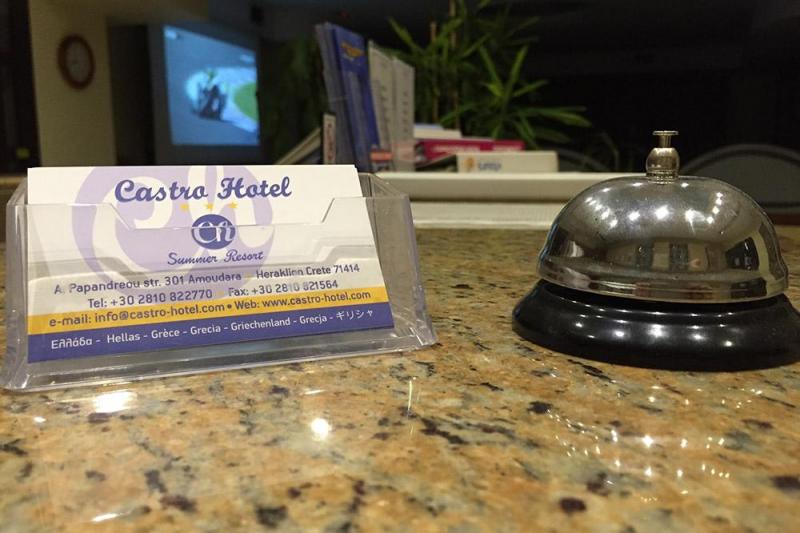 Castro Hotel
CH
Summer Resort
A. Papandreou str. 301 Amoudara Heraklion Crete 71414
Tel: +30 2810 822770 Fax: +30 2810 821564
e-mail: info@castro-hotel.com • Web: www.castro-hotel.com
Ελλάδα - Hellas - Grèce - Grecia - Griechenland - Grecja - ギリシャ